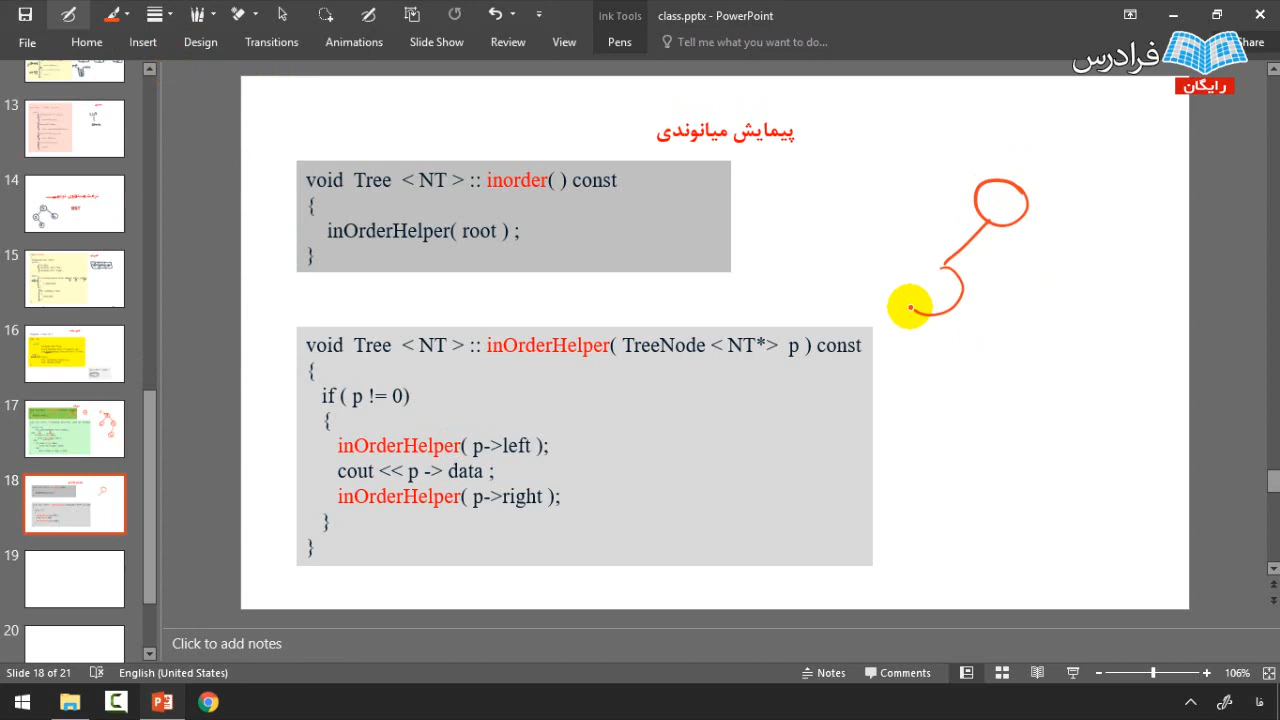 Ink Tools
class.pptx - PowerPoint
File
Home
Insert
Design
Transitions
Animations
Slide Show
Review
View
Pens
Tell me what you want to do...
Share
فرادرس
رایگان
13
14
BST
15
16
17
18
19
20
پیمایش میانوندی
void Tree < NT > :: inorder( ) const
{
inOrderHelper( root ) ;
}
void Tree < NT > :: inOrderHelper( TreeNode < NT*> p ) const
{
if ( p != 0)
{
inOrderHelper( p->left );
cout << p -> data ;
inOrderHelper( p->right );
}
}
Click to add notes
Slide 18 of 21
English (United States)
Notes
Comments
106%
فا